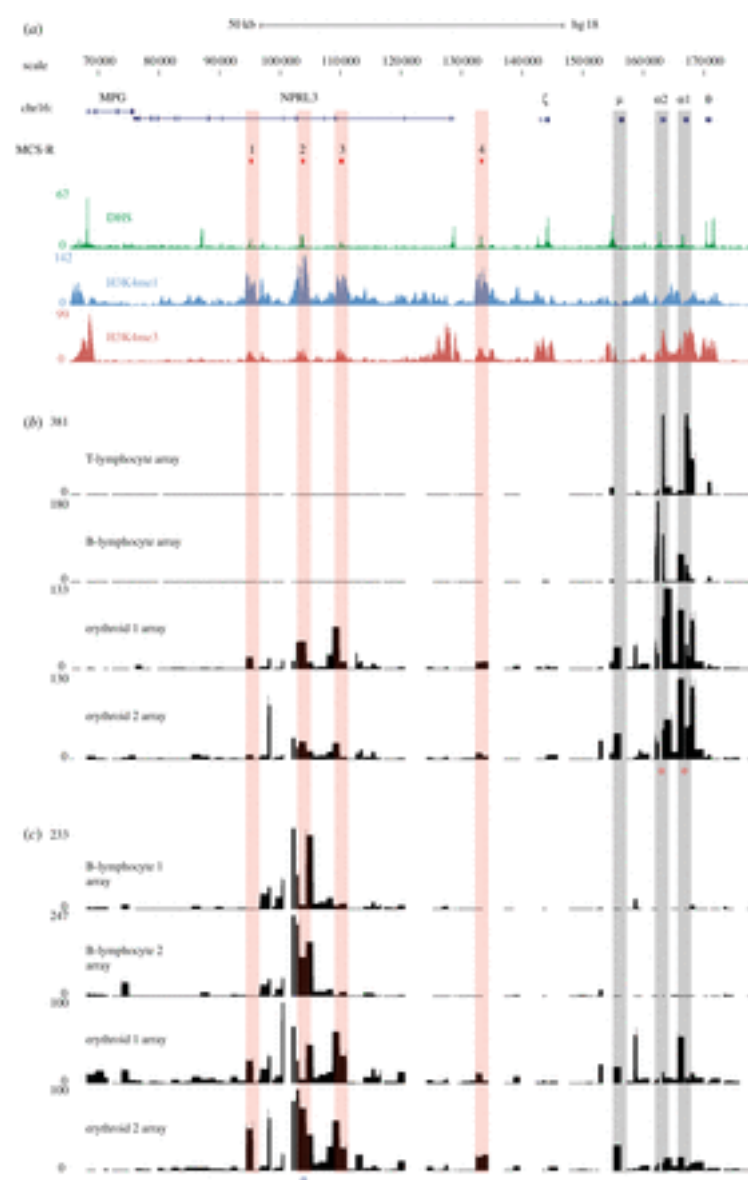 (a) 50 kb hg18
scale 70 000 80 000 90 000 100 000 110 000 120 000 130 000 140 000 150 000 160 000 170 000
chr16: MPG NPRL3 ζ μ α2 α1 θ
MCS-R 1 2 3 4
67
DHS
0
142
H3K4me1
0
99
H3K4me3
0
(b) 381
T-lymphocyte array
0
180
B-lymphocyte array
0
133
erythroid 1 array
0
130
erythroid 2 array
0
(c) 233
B-lymphocyte 1
array
0
247
B-lymphocyte 2
array
0
100
erythroid 1 array
0
100
erythroid 2 array
0